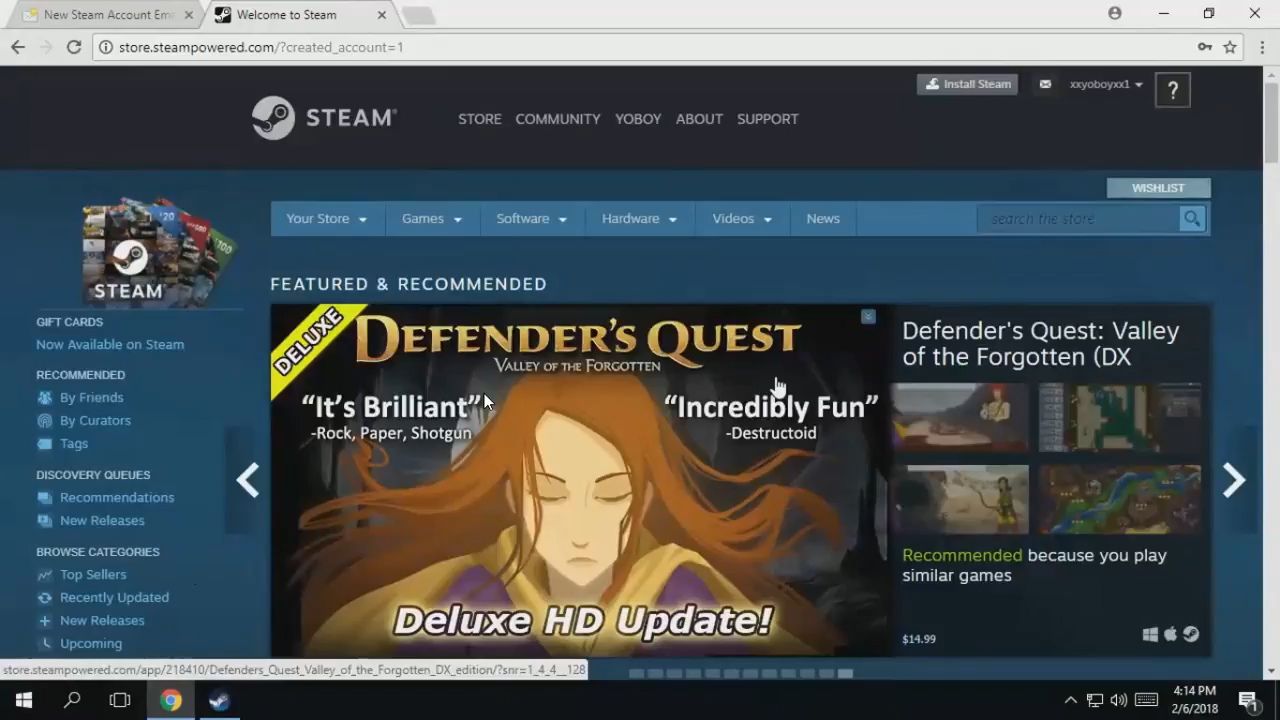 New Steam Account Em
Welcome to Steam
store.steampowered.com/?created_account=1
Install Steam
xxyoboyxx1
?
STEAM
STORE
COMMUNITY
YOBOY
ABOUT
SUPPORT
WISHLIST
Your Store
Games
Software
Hardware
Videos
News
search the store
$20
$100
STEAM
GIFT CARDS
Now Available on Steam
RECOMMENDED
By Friends
By Curators
Tags
DISCOVERY QUEUES
Recommendations
New Releases
BROWSE CATEGORIES
Top Sellers
Recently Updated
New Releases
Upcoming
FEATURED & RECOMMENDED
DELUXE
DEFENDER'S QUEST
VALLEY OF THE FORGOTTEN
“It's Brilliant”
-Rock, Paper, Shotgun
“Incredibly Fun”
-Destructoid
Deluxe HD Update!
Defender's Quest: Valley
of the Forgotten (DX
Recommended because you play
similar games
$14.99
store.steampowered.com/app/218410/Defenders_Quest_Valley_of_the_Forgotten_DX_edition/?snr=1_4_4__128
4:14 PM
2/6/2018
1